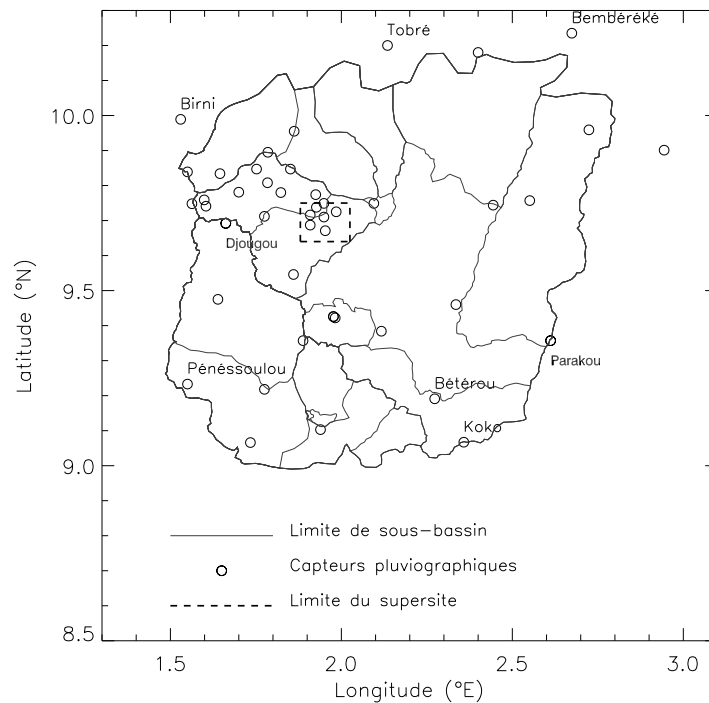 Bembéréké
Tobré
Birni
10.0
Djougou
9.5
Latitude (°N)
Parakou
Pénéssoulou
Bétérou
Koko
9.0
Limite de sous-bassin
Capteurs pluviographiques
Limite du supersite
8.5
1.5 2.0 2.5 3.0
Longitude (°E)